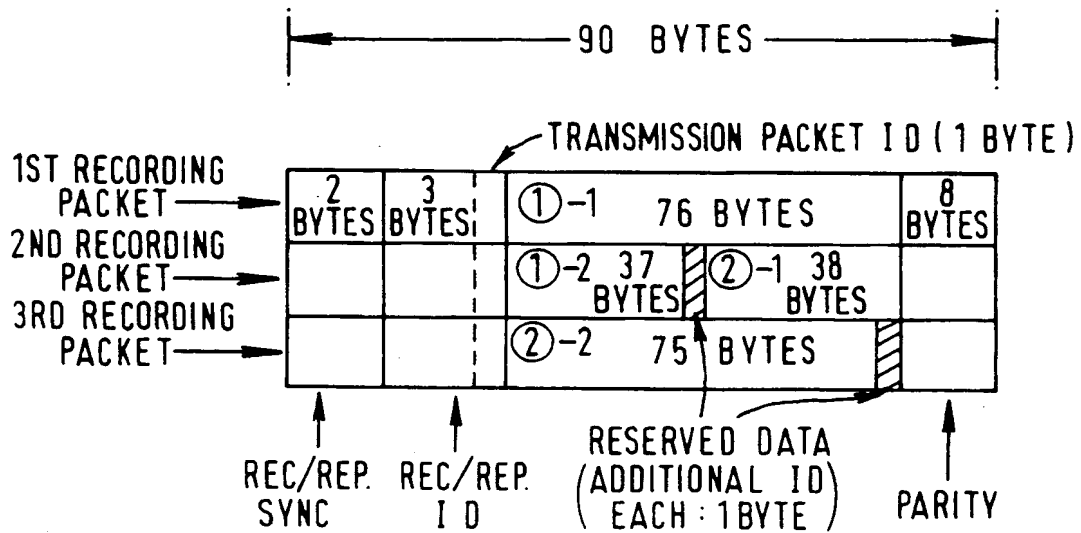 90 BYTES
TRANSMISSION PACKET ID (1 BYTE)
1ST RECORDING
PACKET
2 BYTES
3 BYTES
①-1 76 BYTES
8 BYTES
2ND RECORDING
PACKET
①-2 37 BYTES
②-1 38 BYTES
3RD RECORDING
PACKET
②-2 75 BYTES
REC/REP.
SYNC
REC/REP.
ID
RESERVED DATA
(ADDITIONAL ID
EACH : 1BYTE)
PARITY